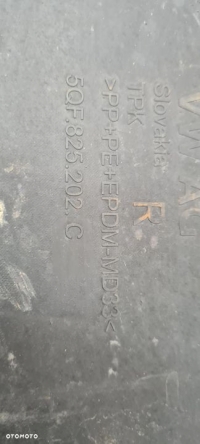 VW AG
Slovakia R
TPK
>PP+PE+EPDM-MD33<
5QF.825.202. C
OTOMOTO